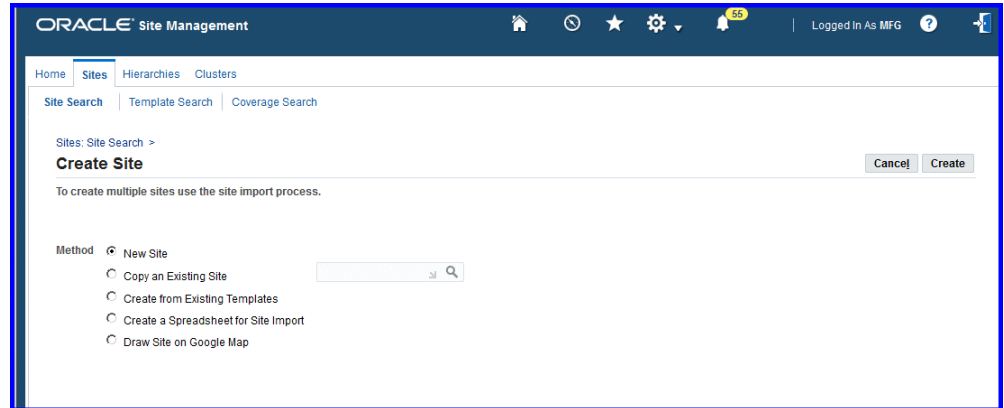 ORACLE® Site Management 55 Logged In As MFG ?
Home Sites Hierarchies Clusters
Site Search Template Search Coverage Search
Sites: Site Search >
Create Site Cancel Create
To create multiple sites use the site import process.
Method New Site
Copy an Existing Site
Create from Existing Templates
Create a Spreadsheet for Site Import
Draw Site on Google Map